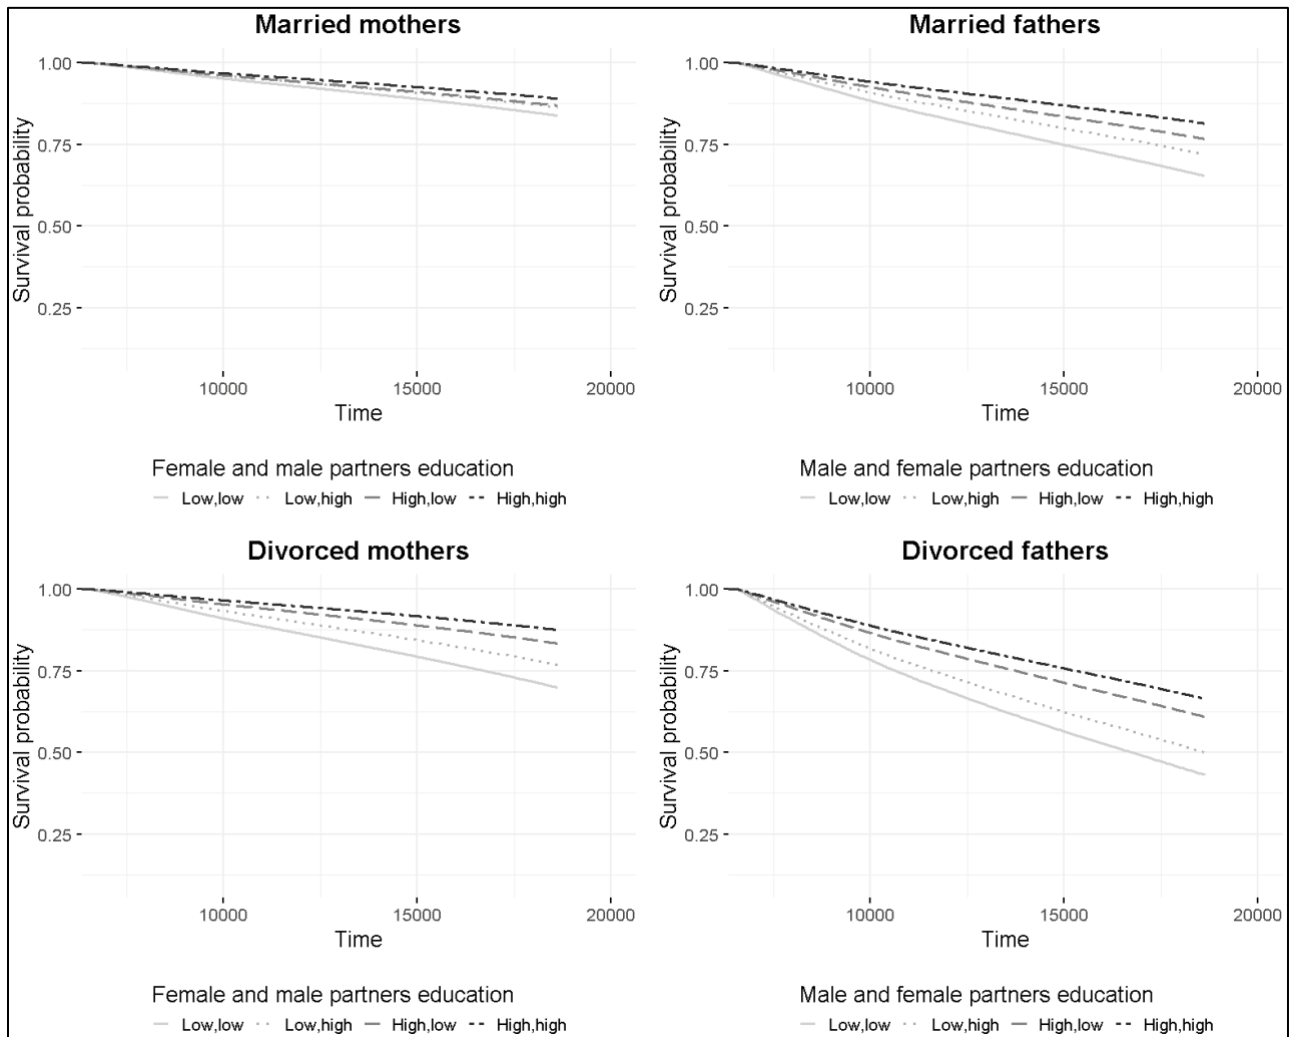 Married mothers
Survival probability
1.00
0.75
0.50
0.25
10000 15000 20000
Time
Female and male partners education
Low,low Low,high High,low High,high
Married fathers
Survival probability
1.00
0.75
0.50
0.25
10000 15000 20000
Time
Male and female partners education
Low,low Low,high High,low High,high
Divorced mothers
Survival probability
1.00
0.75
0.50
0.25
10000 15000 20000
Time
Female and male partners education
Low,low Low,high High,low High,high
Divorced fathers
Survival probability
1.00
0.75
0.50
0.25
10000 15000 20000
Time
Male and female partners education
Low,low Low,high High,low High,high